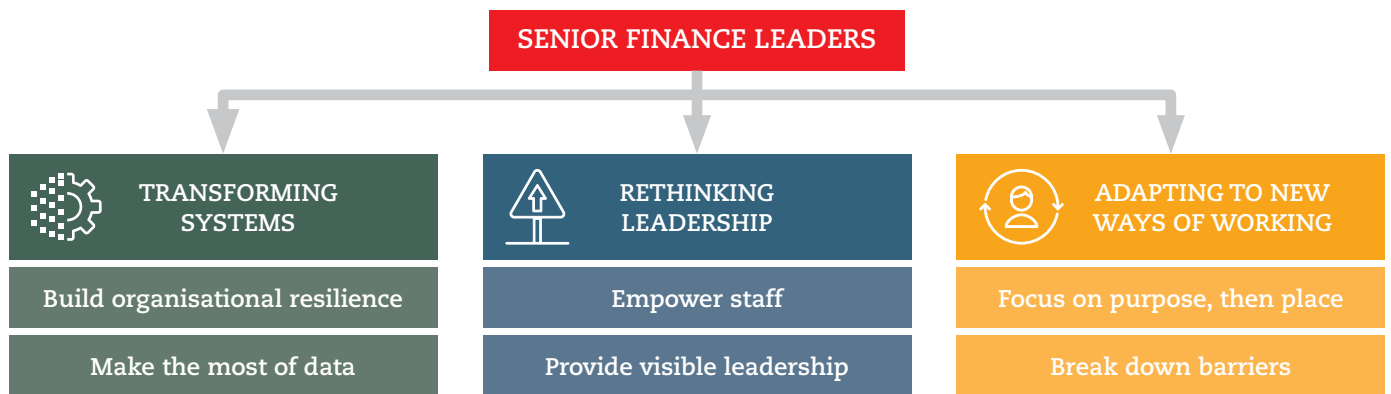 SENIOR FINANCE LEADERS
TRANSFORMING
SYSTEMS
Build organisational resilience
Make the most of data
RETHINKING
LEADERSHIP
Empower staff
Provide visible leadership
ADAPTING TO NEW
WAYS OF WORKING
Focus on purpose, then place
Break down barriers